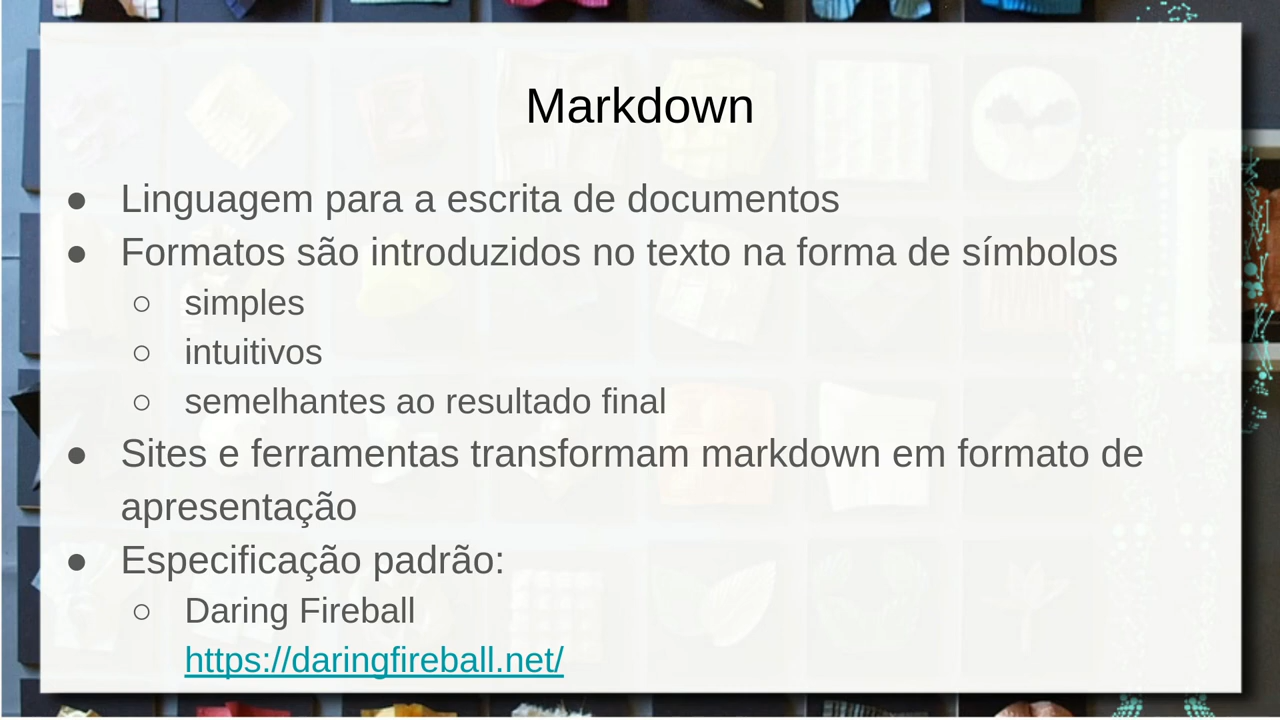 Markdown
● Linguagem para a escrita de documentos
● Formatos são introduzidos no texto na forma de símbolos
○ simples
○ intuitivos
○ semelhantes ao resultado final
● Sites e ferramentas transformam markdown em formato de
apresentação
● Especificação padrão:
○ Daring Fireball
https://daringfireball.net/